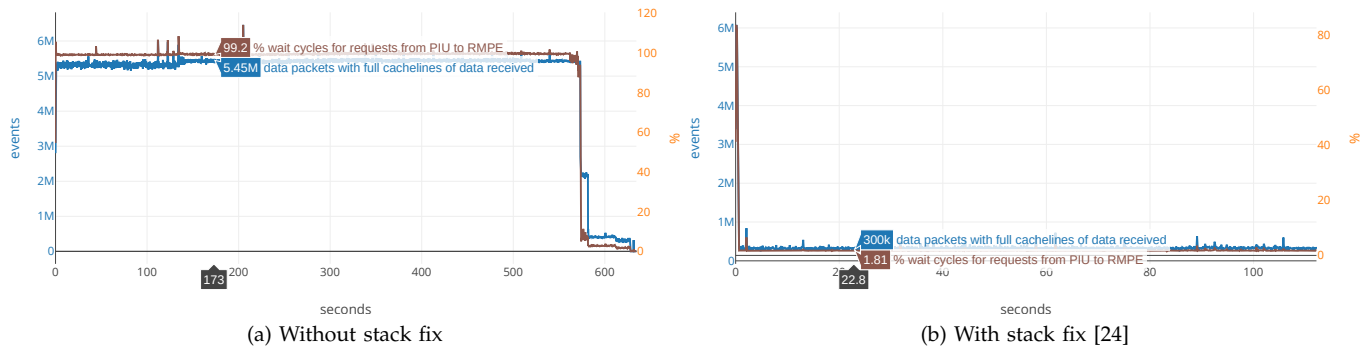 6M
5M
4M
3M
2M
1M
0
events
120
100
80
60
40
20
0
%
99.2 % wait cycles for requests from PIU to RMPE
5.45M data packets with full cachelines of data received
0 100 200 300 400 500 600
173
seconds
(a) Without stack fix
6M
5M
4M
3M
2M
1M
0
events
80
60
40
20
0
%
300k data packets with full cachelines of data received
1.81 % wait cycles for requests from PIU to RMPE
0 40 60 80 100
22.8
seconds
(b) With stack fix [24]